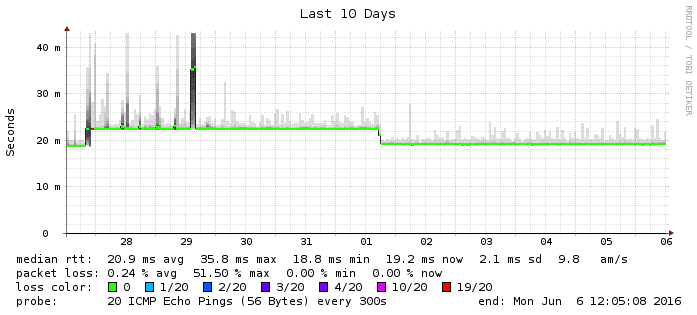 Last 10 Days
RRDTOOL / TOBI OETIKER
Seconds
40 m
30 m
20 m
10 m
0
28 29 30 31 01 02 03 04 05 06
median rtt: 20.9 ms avg 35.8 ms max 18.8 ms min 19.2 ms now 2.1 ms sd 9.8 am/s
packet loss: 0.24 % avg 51.50 % max 0.00 % min 0.00 % now
loss color: 0 1/20 2/20 3/20 4/20 10/20 19/20
probe: 20 ICMP Echo Pings (56 Bytes) every 300s end: Mon Jun 6 12:05:08 2016